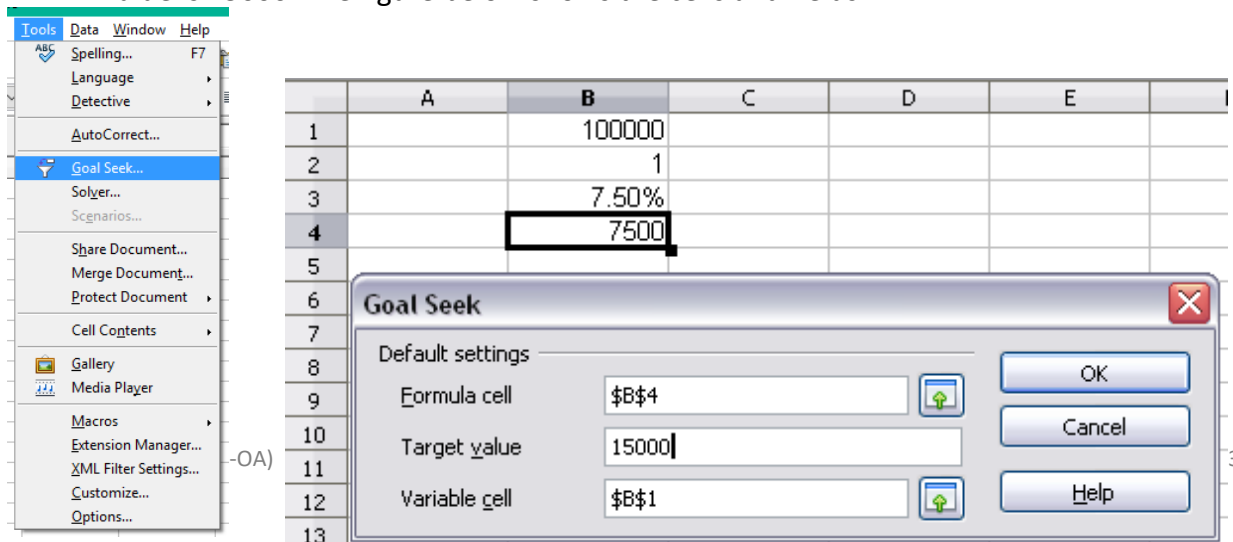 Tools Data Window Help
ABC Spelling... F7
Language
Detective
AutoCorrect...
Goal Seek...
Solver...
Scenarios...
Share Document...
Merge Document...
Protect Document
Cell Contents
Gallery
Media Player
Macros
Extension Manager...
XML Filter Settings...
Customize...
Options...
-OA)
A B C D E
1 100000
2 1
3 7.50%
4 7500
5
6
7
8
9
10
11
12
13
Goal Seek
Default settings
Formula cell $B$4
Target value 15000
Variable cell $B$1
OK
Cancel
Help